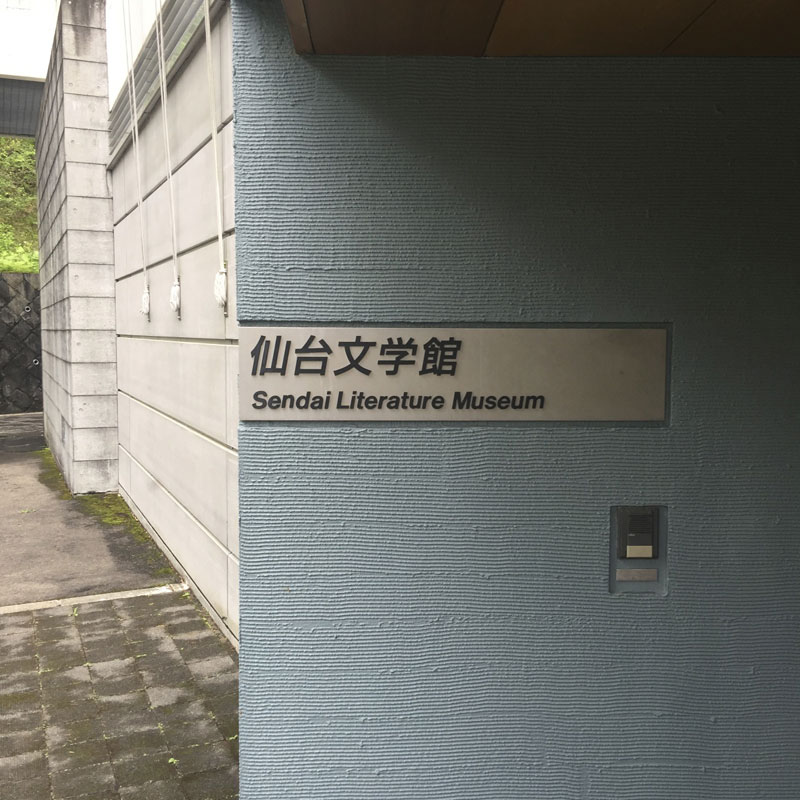 仙台文学館
Sendai Literature Museum